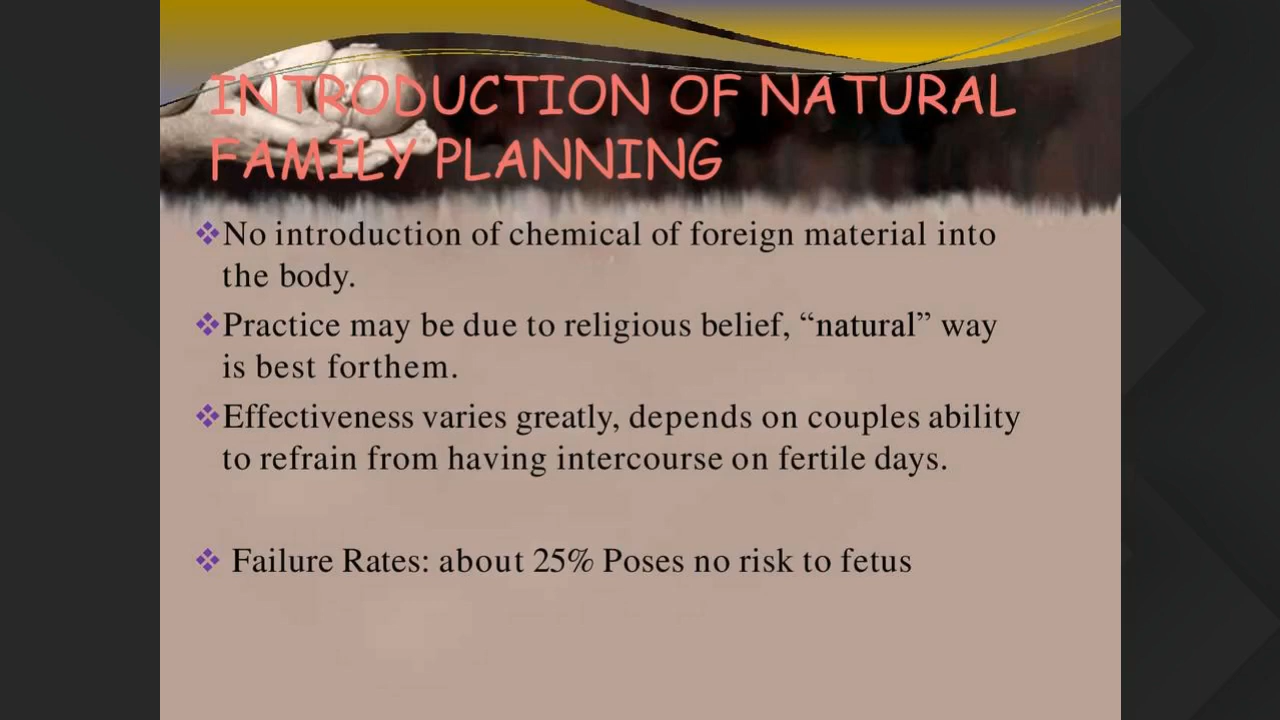 INTRODUCTION OF NATURAL
FAMILY PLANNING
❖No introduction of chemical of foreign material into
the body.
❖Practice may be due to religious belief, “natural” way
is best forthem.
❖Effectiveness varies greatly, depends on couples ability
to refrain from having intercourse on fertile days.
❖ Failure Rates: about 25% Poses no risk to fetus